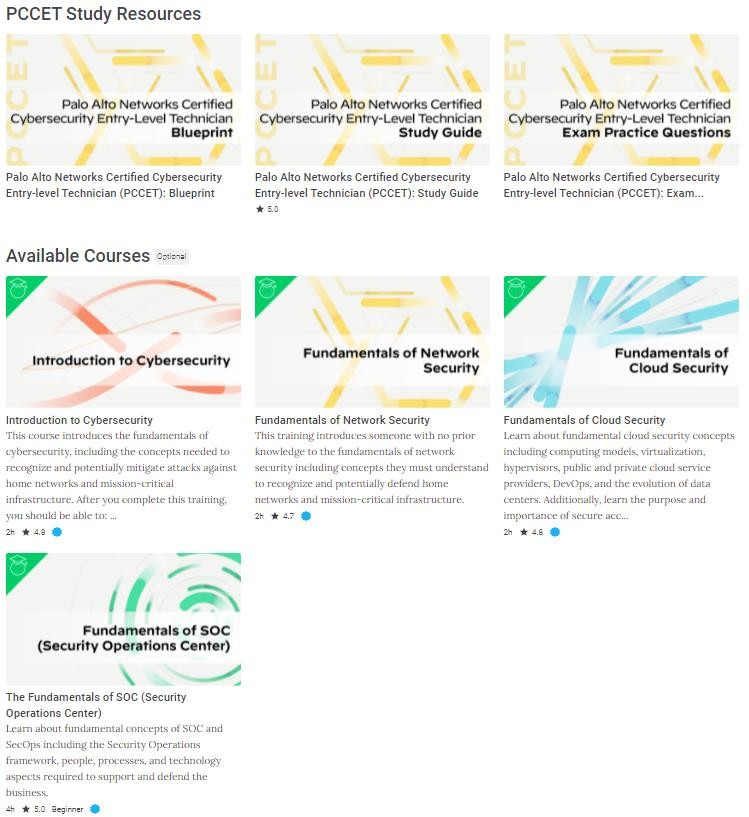 PCCET Study Resources
PCCET
Palo Alto Networks Certified
Cybersecurity Entry-Level Technician
Blueprint
PCCET
Palo Alto Networks Certified
Cybersecurity Entry-Level Technician
Study Guide
PCCET
Palo Alto Networks Certified
Cybersecurity Entry-Level Technician
Exam Practice Questions
Palo Alto Networks Certified Cybersecurity
Entry-level Technician (PCCET): Blueprint
Palo Alto Networks Certified Cybersecurity
Entry-level Technician (PCCET): Study Guide
★ 5.0
Palo Alto Networks Certified Cybersecurity
Entry-level Technician (PCCET): Exam...
Available Courses Optional
Introduction to Cybersecurity
Fundamentals of Network
Security
Fundamentals of
Cloud Security
Introduction to Cybersecurity
This course introduces the fundamentals of
cybersecurity, including the concepts needed to
recognize and potentially mitigate attacks against
home networks and mission-critical
infrastructure. After you complete this training,
you should be able to: ...
2h ★ 4.8
Fundamentals of Network Security
This training introduces someone with no prior
knowledge to the fundamentals of network
security including concepts they must understand
to recognize and potentially defend home
networks and mission-critical infrastructure.
2h ★ 4.7
Fundamentals of Cloud Security
Learn about fundamental cloud security concepts
including computing models, virtualization,
hypervisors, public and private cloud service
providers, DevOps, and the evolution of data
centers. Additionally, learn the purpose and
importance of secure acc...
2h ★ 4.8
Fundamentals of SOC
(Security Operations Center)
The Fundamentals of SOC (Security
Operations Center)
Learn about fundamental concepts of SOC and
SecOps including the Security Operations
framework, people, processes, and technology
aspects required to support and defend the
business.
4h ★ 5.0 Beginner